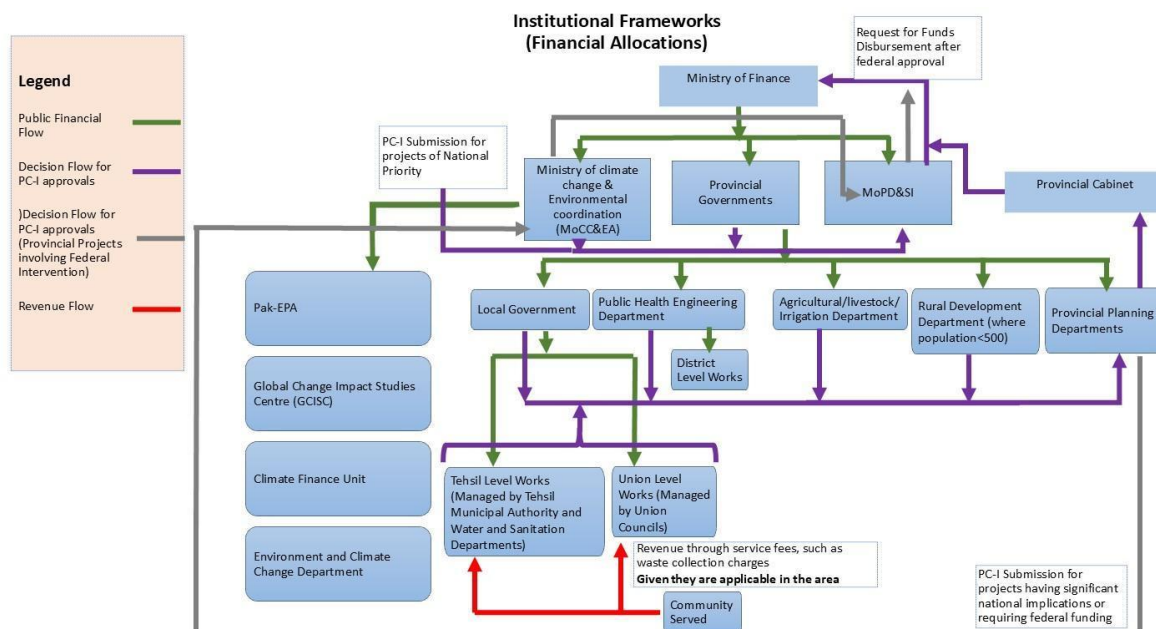 Institutional Frameworks
(Financial Allocations)
Request for Funds
Disbursement after
federal approval
Legend
Public Financial
Flow
Decision Flow for
PC-I approvals
)Decision Flow for
PC-I approvals
(Provincial Projects
involving Federal
Intervention)
Revenue Flow
Ministry of Finance
PC-I Submission for
projects of National
Priority
Ministry of climate
change &
Environmental
coordination
(MoCC&EA)
Provincial
Governments
MoPD&SI
Provincial Cabinet
Pak-EPA
Global Change Impact Studies
Centre (GCISC)
Climate Finance Unit
Environment and Climate
Change Department
Local Government
Public Health Engineering
Department
Agricultural/livestock/
Irrigation Department
Rural Development
Department (where
population<500)
Provincial Planning
Departments
District
Level Works
Tehsil Level Works
(Managed by Tehsil
Municipal Authority and
Water and Sanitation
Departments)
Union Level
Works (Managed
by Union
Councils)
Revenue through service fees, such as
waste collection charges
Given they are applicable in the area
Community
Served
PC-I Submission for
projects having significant
national implications or
requiring federal funding